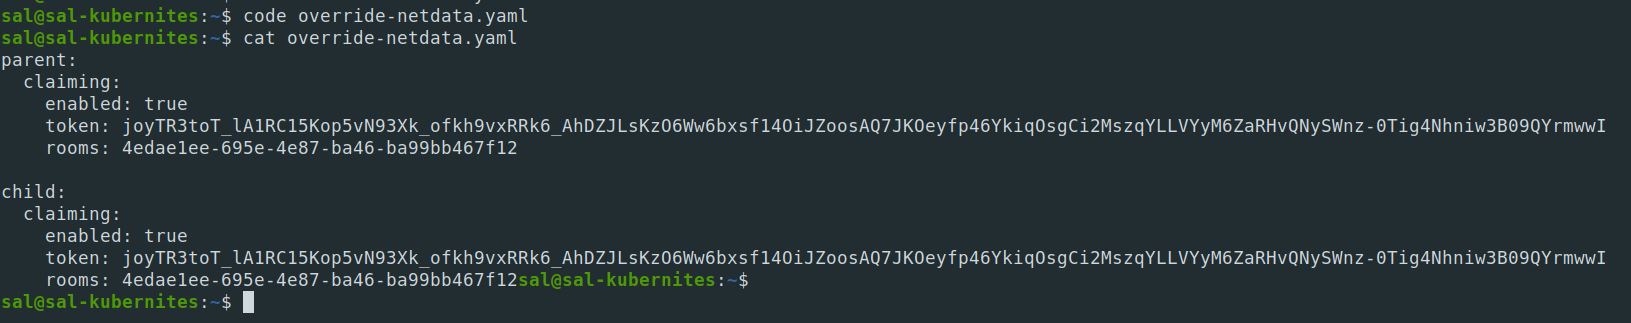 sal@sal-kubernites:~$ code override-netdata.yaml
sal@sal-kubernites:~$ cat override-netdata.yaml
parent:
  claiming:
    enabled: true
    token: joyTR3toT_lA1RC15Kop5vN93Xk_ofkh9vxRRk6_AhDZJLsKzO6Ww6bxsf14OiJZoosAQ7JKOeyfp46YkiqOsgCi2MszqYLLVYyM6ZaRHvQNySWnz-0Tig4Nhniw3B09QYrmwwI
    rooms: 4edae1ee-695e-4e87-ba46-ba99bb467f12
child:
  claiming:
    enabled: true
    token: joyTR3toT_lA1RC15Kop5vN93Xk_ofkh9vxRRk6_AhDZJLsKzO6Ww6bxsf14OiJZoosAQ7JKOeyfp46YkiqOsgCi2MszqYLLVYyM6ZaRHvQNySWnz-0Tig4Nhniw3B09QYrmwwI
    rooms: 4edae1ee-695e-4e87-ba46-ba99bb467f12sal@sal-kubernites:~$
sal@sal-kubernites:~$